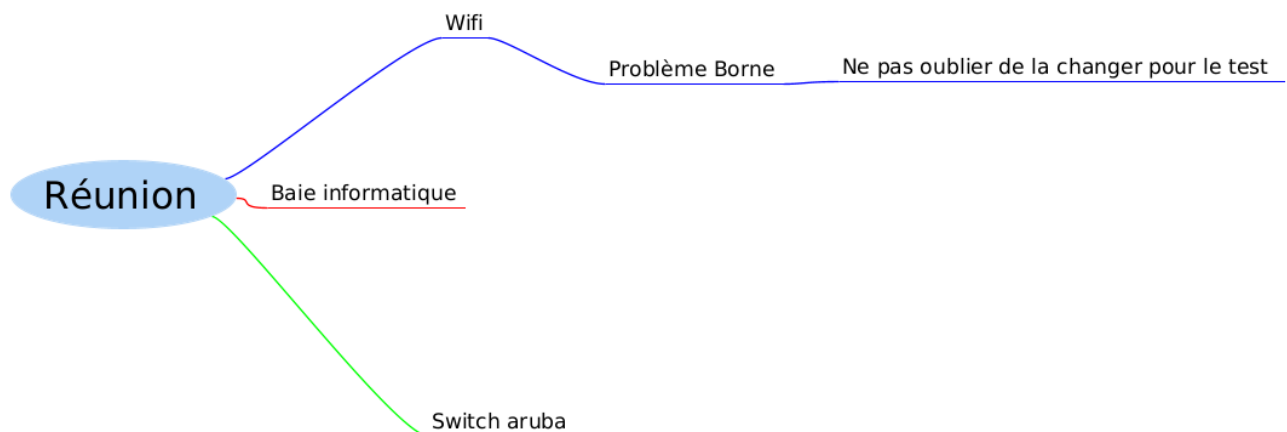 Wifi
Problème Borne
Ne pas oublier de la changer pour le test
Réunion
Baie informatique
Switch aruba